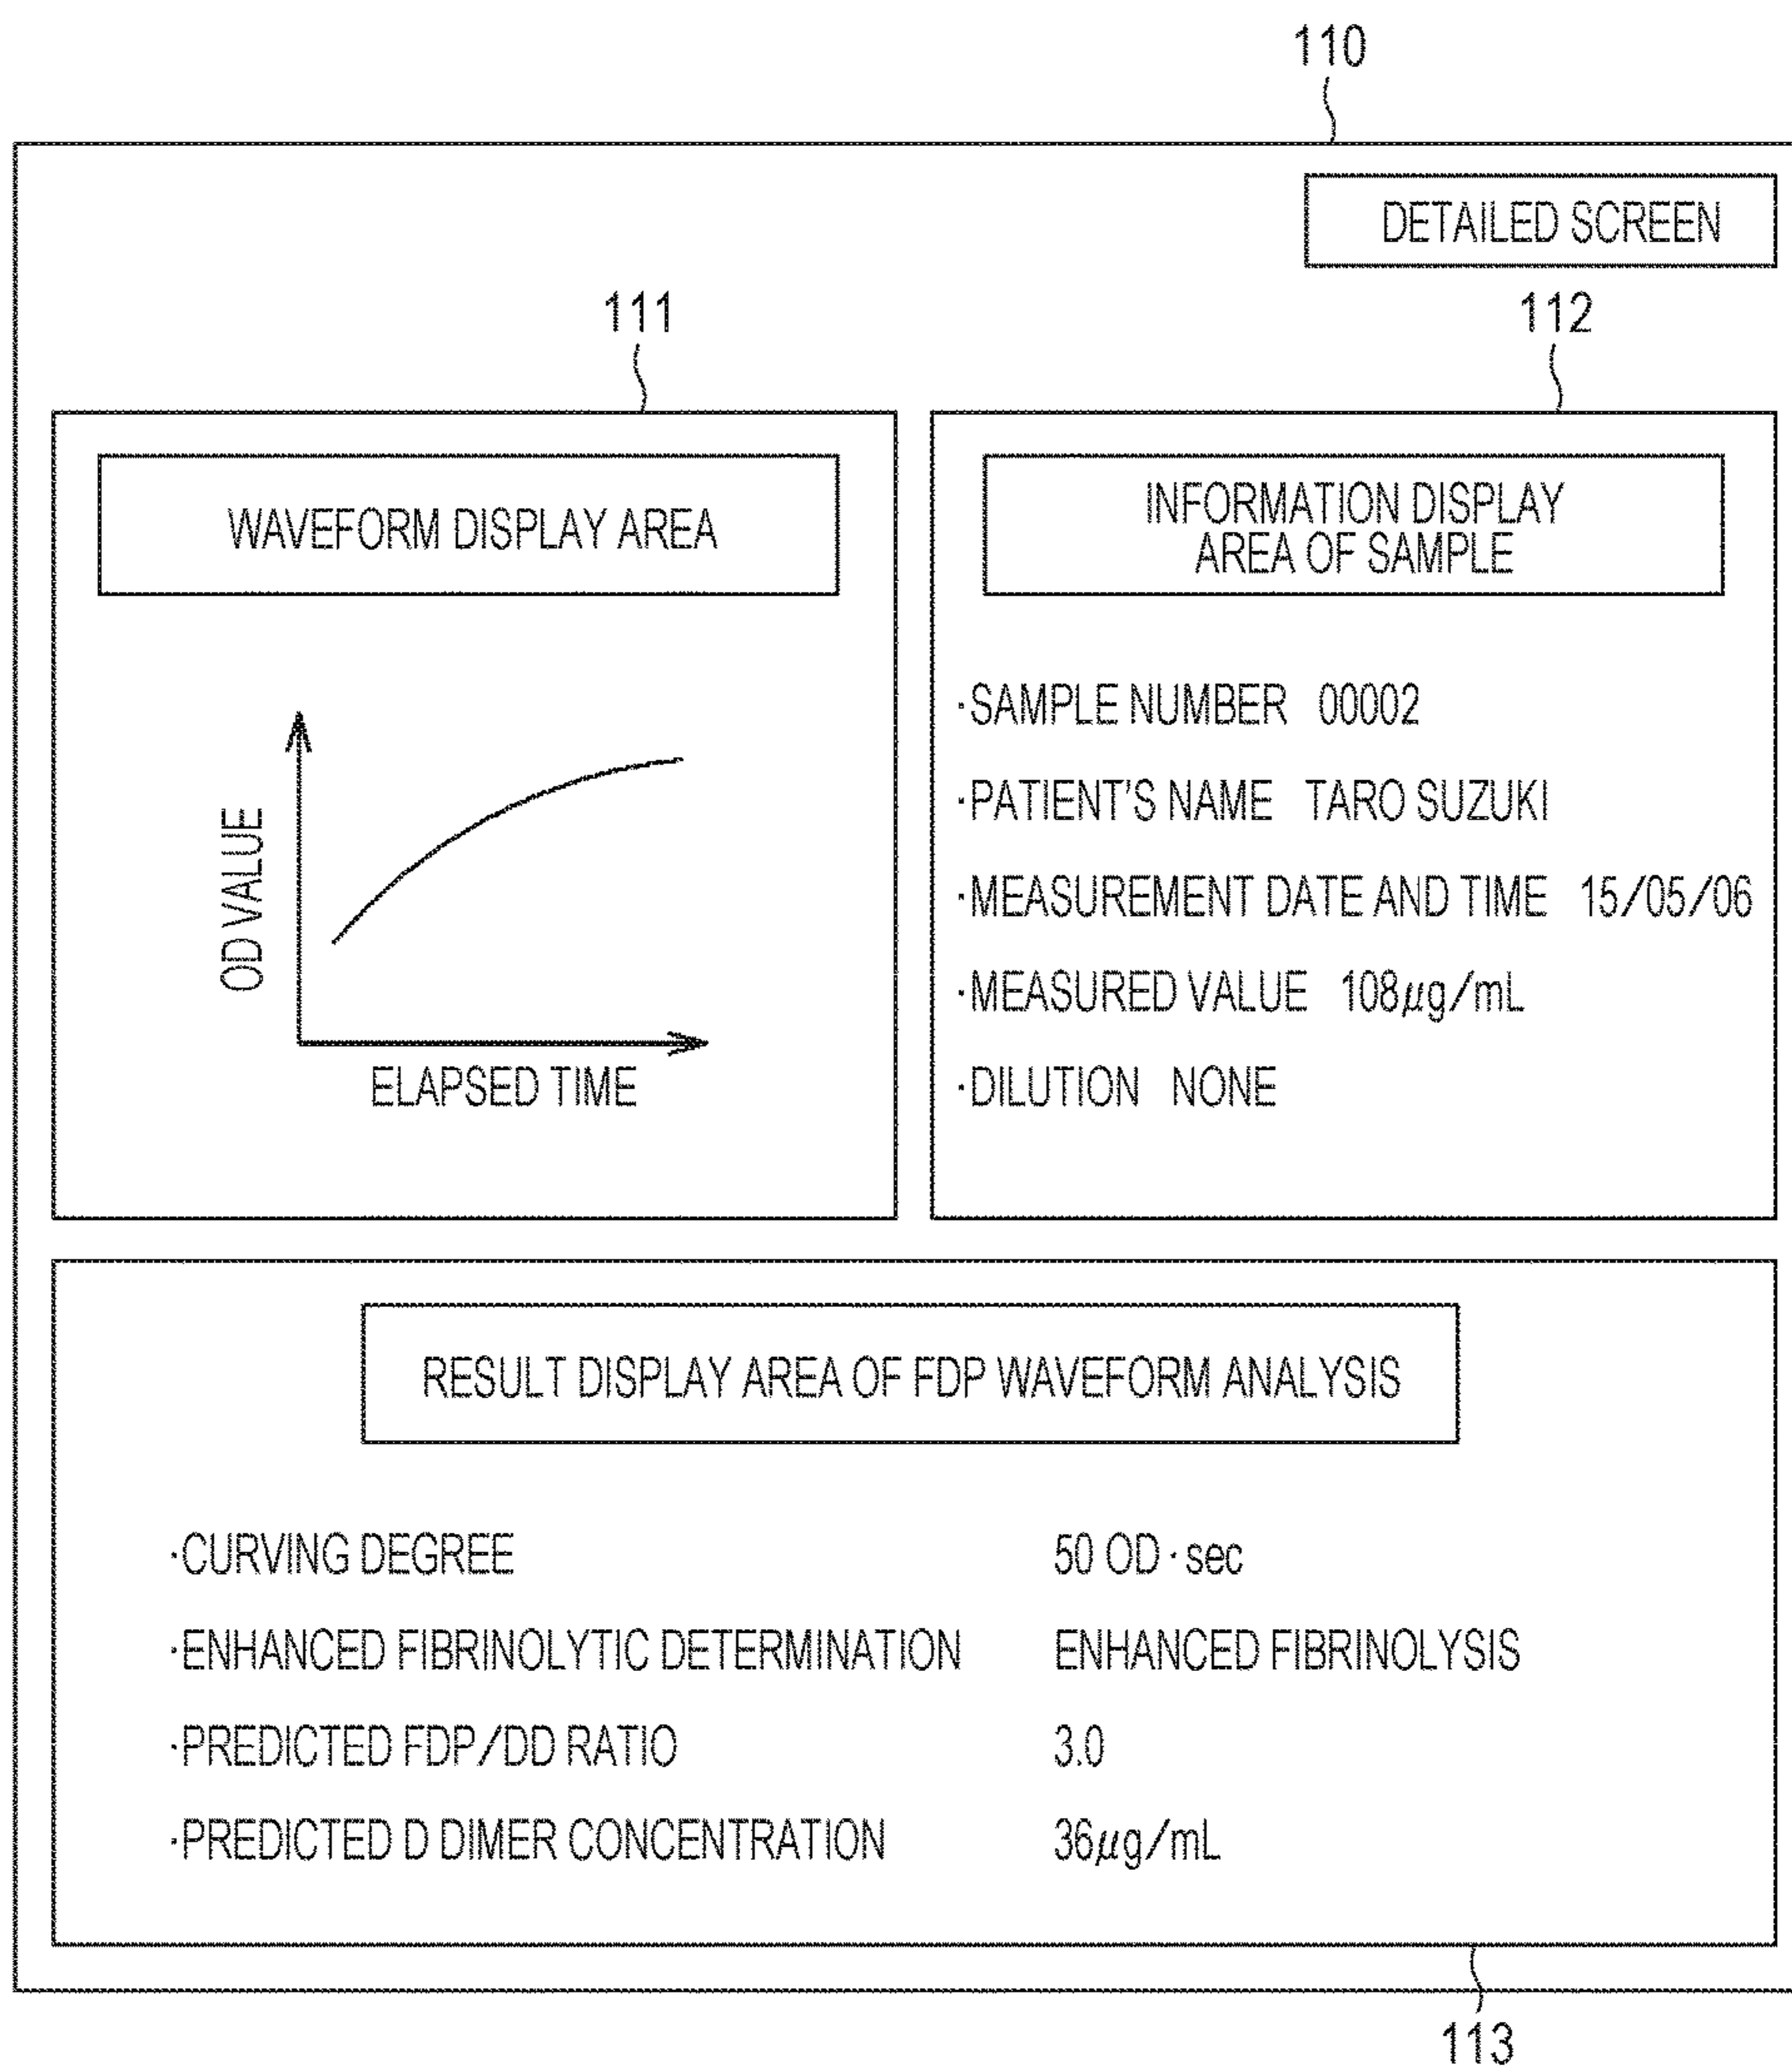 110
DETAILED SCREEN
111
112
WAVEFORM DISPLAY AREA
OD VALUE
ELAPSED TIME
INFORMATION DISPLAY
AREA OF SAMPLE
·SAMPLE NUMBER 00002
·PATIENT'S NAME TARO SUZUKI
·MEASUREMENT DATE AND TIME 15/05/06
·MEASURED VALUE 108μg/mL
·DILUTION NONE
RESULT DISPLAY AREA OF FDP WAVEFORM ANALYSIS
·CURVING DEGREE 50 OD·sec
·ENHANCED FIBRINOLYTIC DETERMINATION ENHANCED FIBRINOLYSIS
·PREDICTED FDP/DD RATIO 3.0
·PREDICTED D DIMER CONCENTRATION 36μg/mL
113